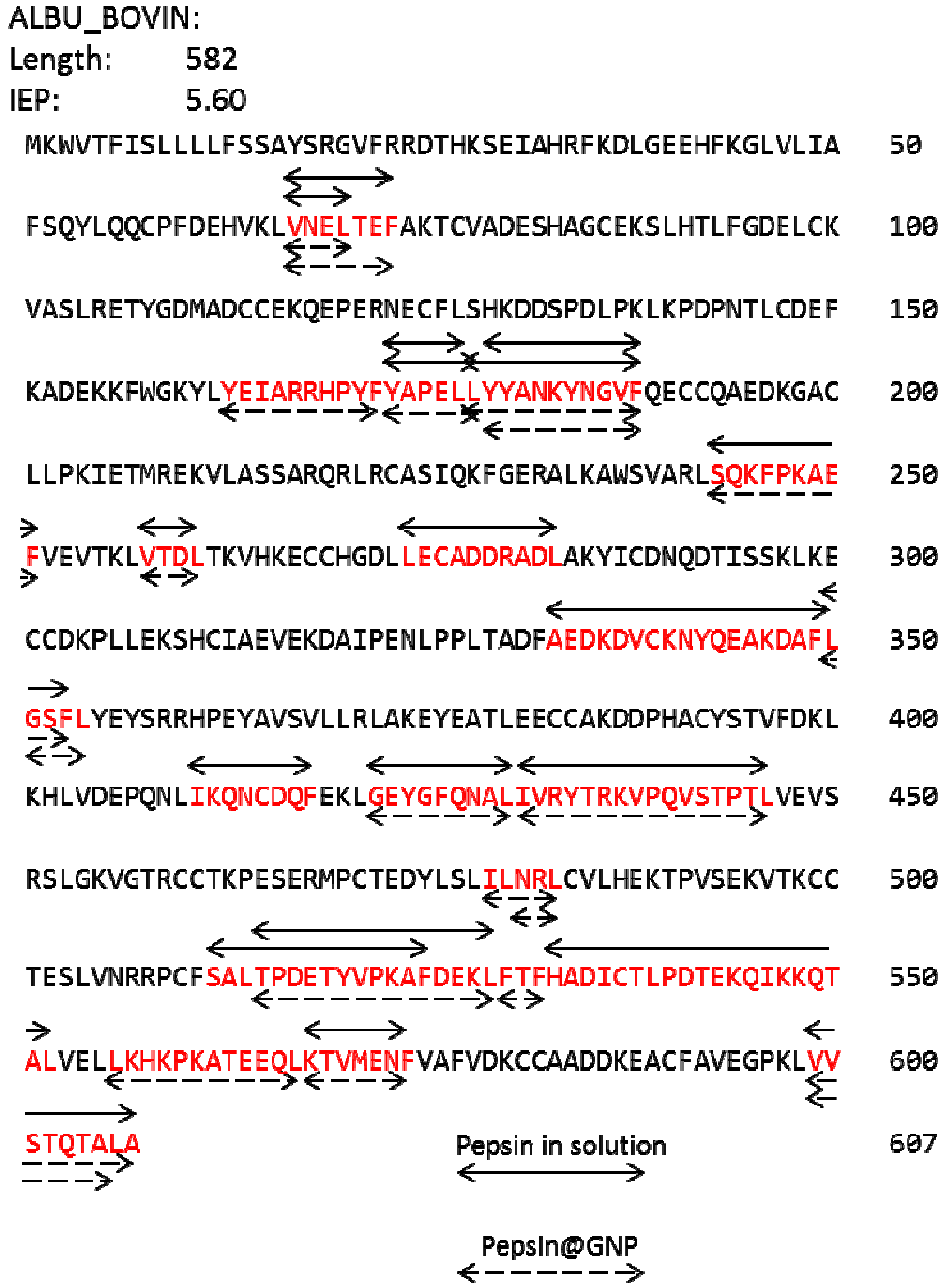 ALBU_BOVIN:
Length: 582
IEP: 5.60
MKWVTFISLLLLFSSAYSRGVFRRDTHKSEIAHRFKDLGEEHFKGLVLIA 50
FSQYLQQCPFDEHVKLVNELTEFAKTCVADESHAGCEKSLHTLFGDELCK 100
VASLRETYGDMADCCEKQEPERNECFLSHKDDSPDLPKLKPDPNTLCDEF 150
KADEKKFWGKYLYEIARRHPYFYAPELLYYANKYNGVFQECCQAEDKGAC 200
LLPKIETMREKVLASSARQRLRCASIQKFGERALKAWSVARLSQKFPKAE 250
FVEVTKLVTDLTKVHKECCHGDLLECADDRADLAKYICDNQDTISSKLKE 300
CCDKPLLEKSHCIAEVEKDAIPENLPPLTADFAEDKDVCKNYQEAKDAFL 350
GSFLYEYSRRHPEYAVSVLLRLAKEYEATLEECCAKDDPHACYSTVFDKL 400
KHLVDEPQNLIKQNCDQFEKLGEYGFQNALIVRYTRKVPQVSTPTLVEVS 450
RSLGKVGTRCCTKPESERMPCTEDYLSLILNRLCVLHEKTPVSEKVTKCC 500
TESLVNRRPCFSALTPDETYVPKAFDEKLFTFHADICTLPDTEKQIKKQT 550
ALVELLKHKPKATEEQLKTVMENFVAFVDKCCAADDKEACFAVEGPKLVV 600
STQTALA 607
Pepsin in solution
Pepsin@GNP